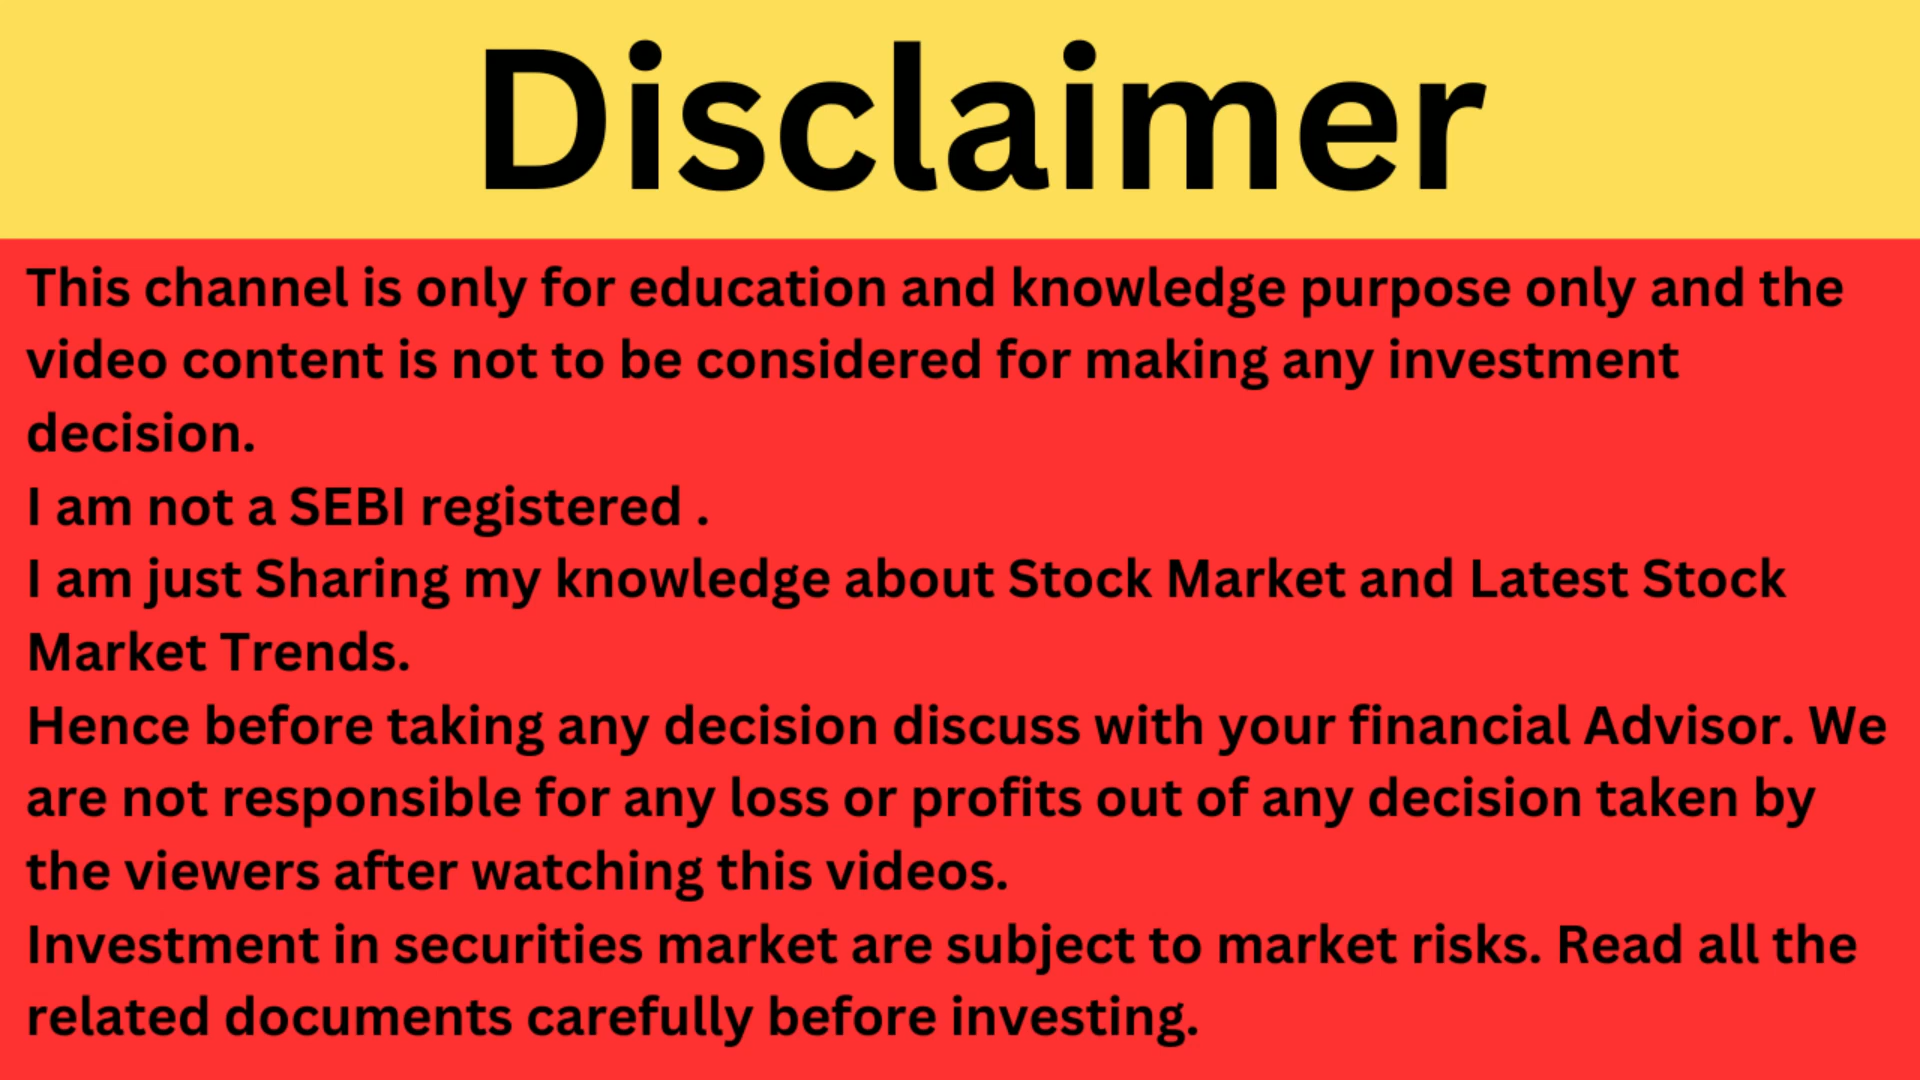 Disclaimer
This channel is only for education and knowledge purpose only and the
video content is not to be considered for making any investment
decision.
I am not a SEBI registered .
I am just Sharing my knowledge about Stock Market and Latest Stock
Market Trends.
Hence before taking any decision discuss with your financial Advisor. We
are not responsible for any loss or profits out of any decision taken by
the viewers after watching this videos.
Investment in securities market are subject to market risks. Read all the
related documents carefully before investing.